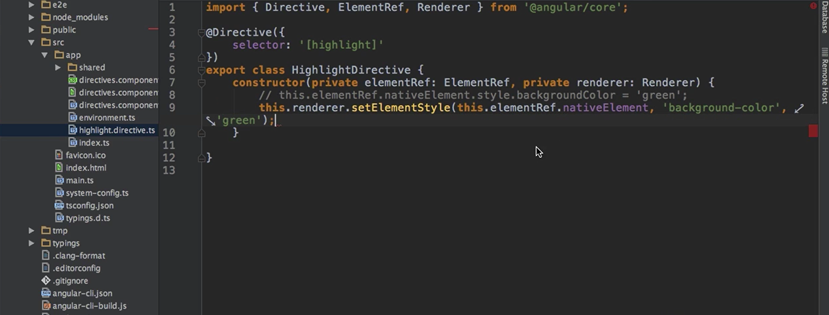 e2e
node_modules
public
src
app
shared
directives.componen
directives.componen
directives.componen
environment.ts
highlight.directive.ts
index.ts
favicon.ico
index.html
main.ts
system-config.ts
tsconfig.json
typings.d.ts
tmp
typings
.clang-format
.editorconfig
.gitignore
angular-cli.json
angular-cli-build.js
1 import { Directive, ElementRef, Renderer } from '@angular/core';
2
3 @Directive({
4 selector: '[highlight]'
5 })
6 export class HighlightDirective {
7 constructor(private elementRef: ElementRef, private renderer: Renderer) {
8 // this.elementRef.nativeElement.style.backgroundColor = 'green';
9 this.renderer.setElementStyle(this.elementRef.nativeElement, 'background-color',
'green');
10 }
11
12 }
13
Database
Remote Host